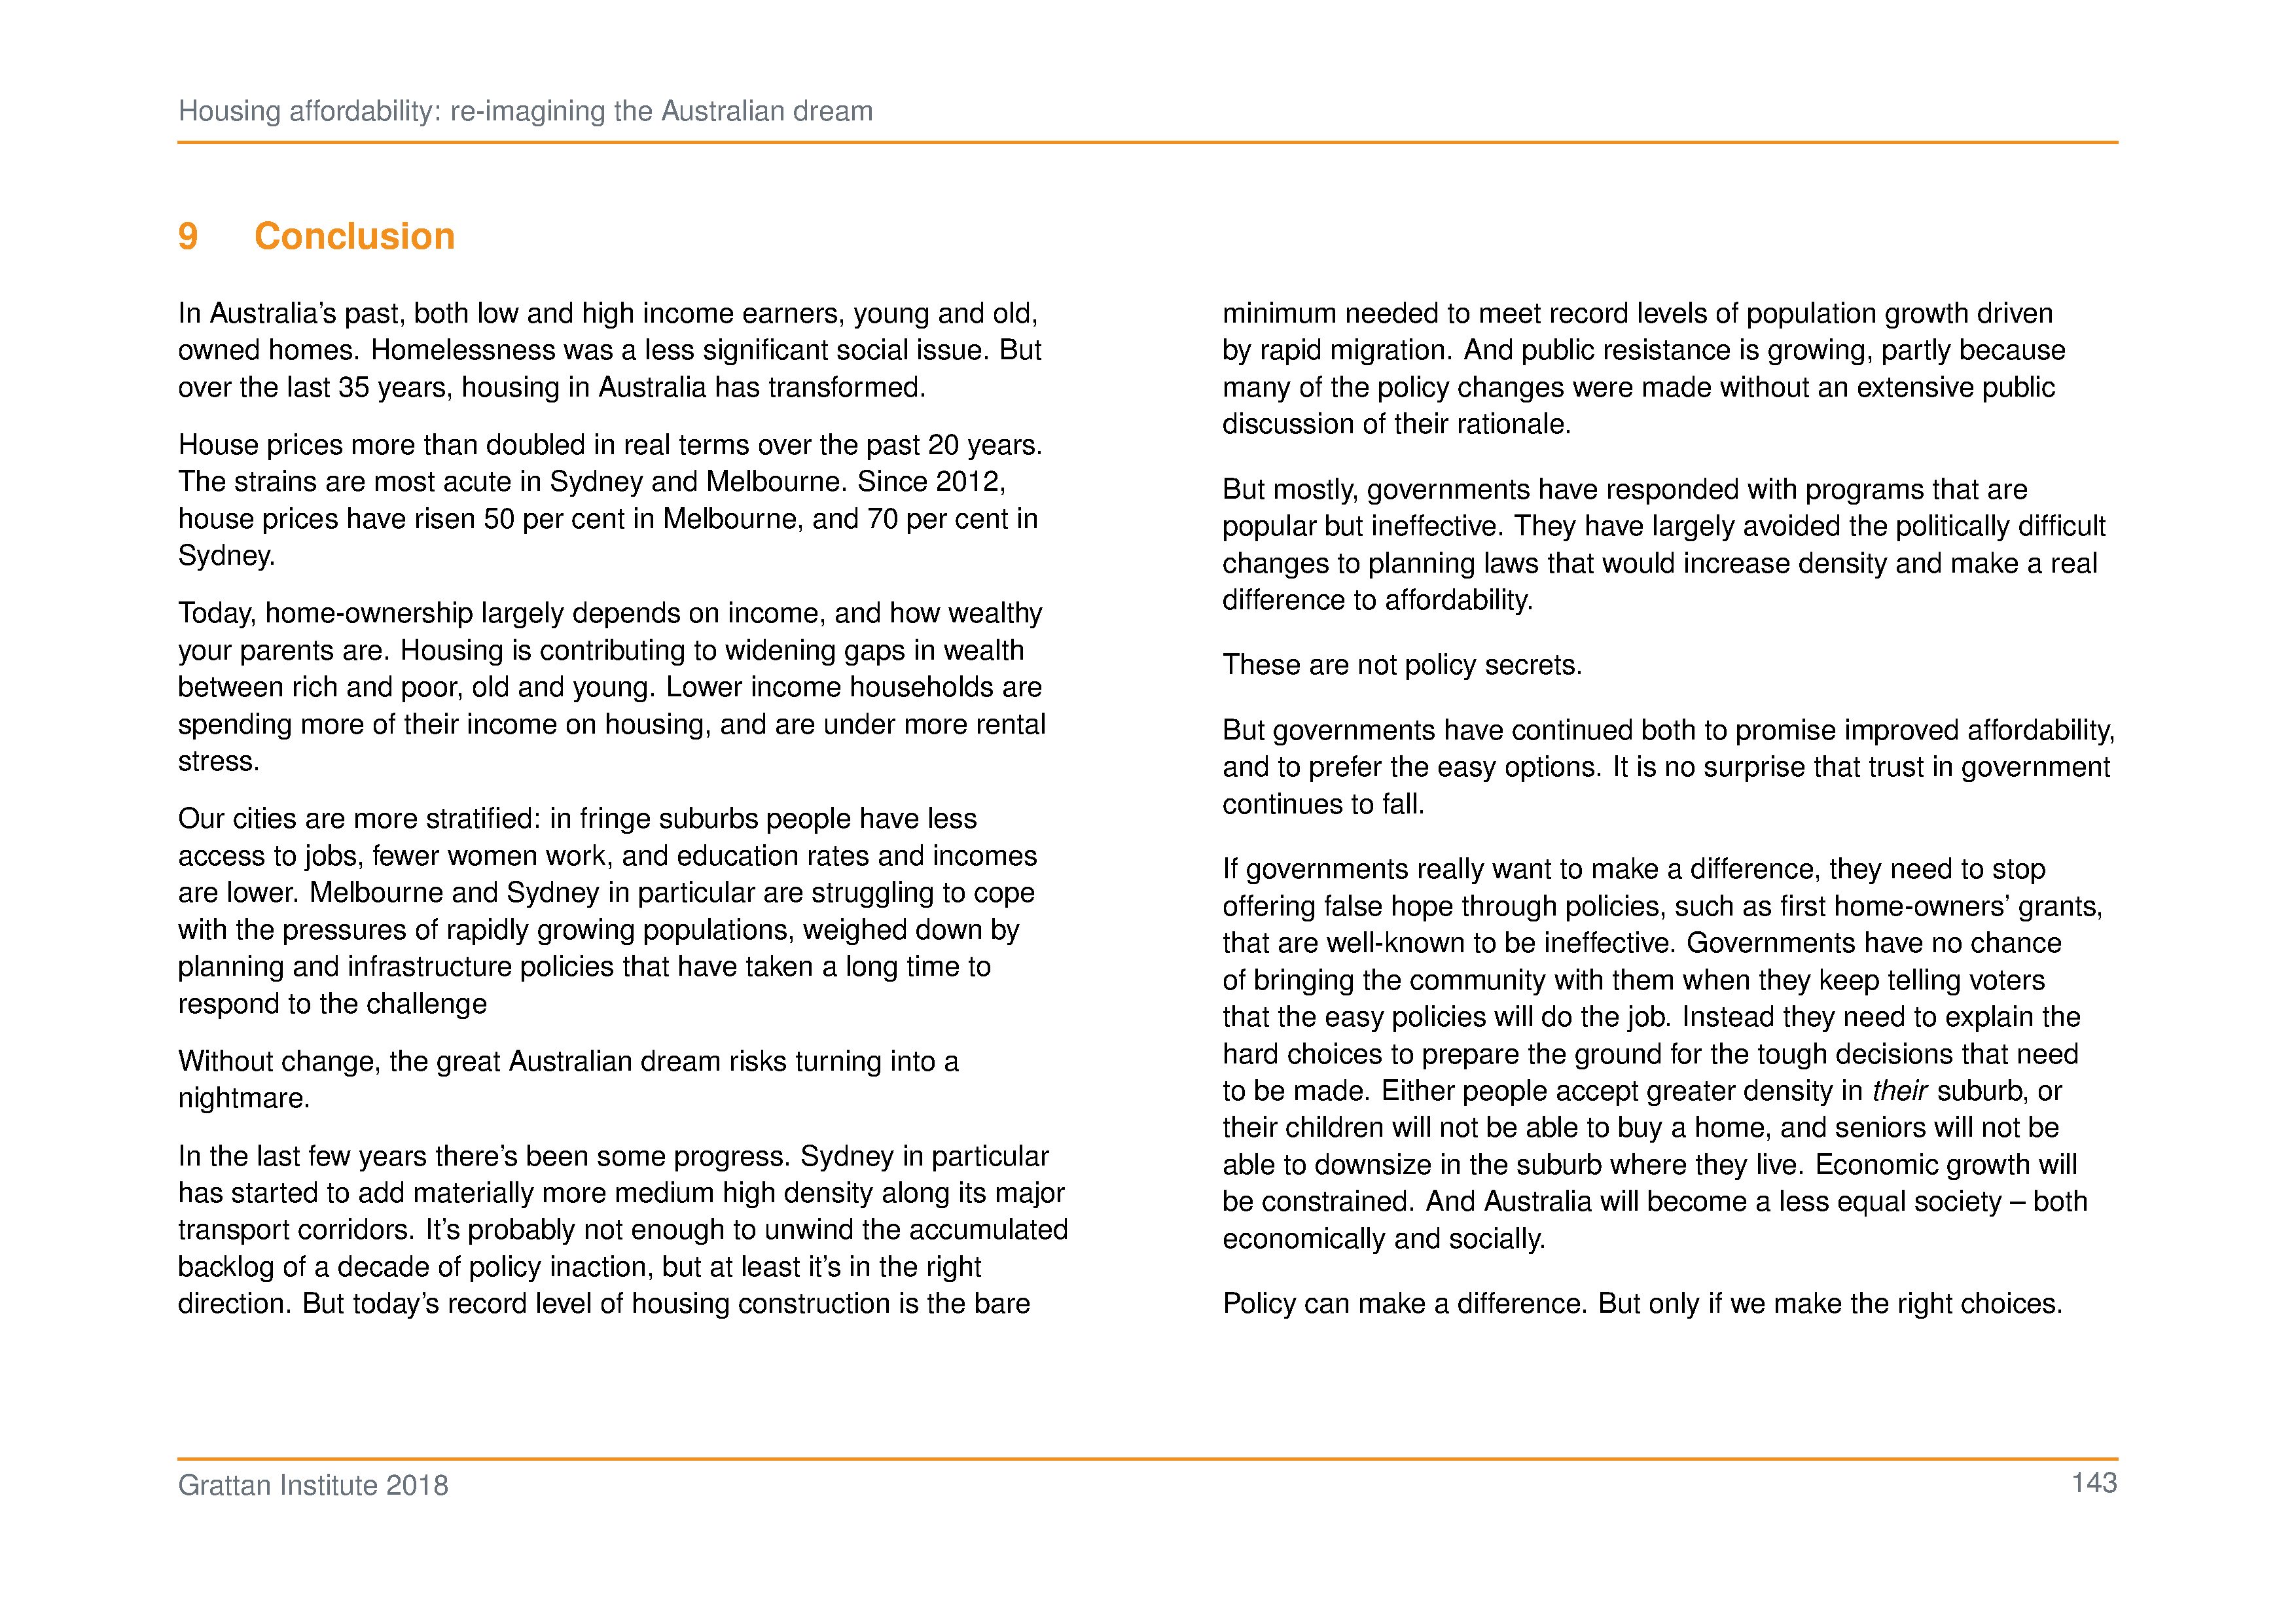 Housing affordability: re-imagining the Australian dream
9 Conclusion
In Australia’s past, both low and high income earners, young and old,
owned homes. Homelessness was a less significant social issue. But
over the last 35 years, housing in Australia has transformed.
House prices more than doubled in real terms over the past 20 years.
The strains are most acute in Sydney and Melbourne. Since 2012,
house prices have risen 50 per cent in Melbourne, and 70 per cent in
Sydney.
Today, home-ownership largely depends on income, and how wealthy
your parents are. Housing is contributing to widening gaps in wealth
between rich and poor, old and young. Lower income households are
spending more of their income on housing, and are under more rental
stress.
Our cities are more stratified: in fringe suburbs people have less
access to jobs, fewer women work, and education rates and incomes
are lower. Melbourne and Sydney in particular are struggling to cope
with the pressures of rapidly growing populations, weighed down by
planning and infrastructure policies that have taken a long time to
respond to the challenge
Without change, the great Australian dream risks turning into a
nightmare.
In the last few years there’s been some progress. Sydney in particular
has started to add materially more medium high density along its major
transport corridors. It’s probably not enough to unwind the accumulated
backlog of a decade of policy inaction, but at least it’s in the right
direction. But today’s record level of housing construction is the bare
minimum needed to meet record levels of population growth driven
by rapid migration. And public resistance is growing, partly because
many of the policy changes were made without an extensive public
discussion of their rationale.
But mostly, governments have responded with programs that are
popular but ineffective. They have largely avoided the politically difficult
changes to planning laws that would increase density and make a real
difference to affordability.
These are not policy secrets.
But governments have continued both to promise improved affordability,
and to prefer the easy options. It is no surprise that trust in government
continues to fall.
If governments really want to make a difference, they need to stop
offering false hope through policies, such as first home-owners’ grants,
that are well-known to be ineffective. Governments have no chance
of bringing the community with them when they keep telling voters
that the easy policies will do the job. Instead they need to explain the
hard choices to prepare the ground for the tough decisions that need
to be made. Either people accept greater density in their suburb, or
their children will not be able to buy a home, and seniors will not be
able to downsize in the suburb where they live. Economic growth will
be constrained. And Australia will become a less equal society – both
economically and socially.
Policy can make a difference. But only if we make the right choices.
Grattan Institute 2018
143